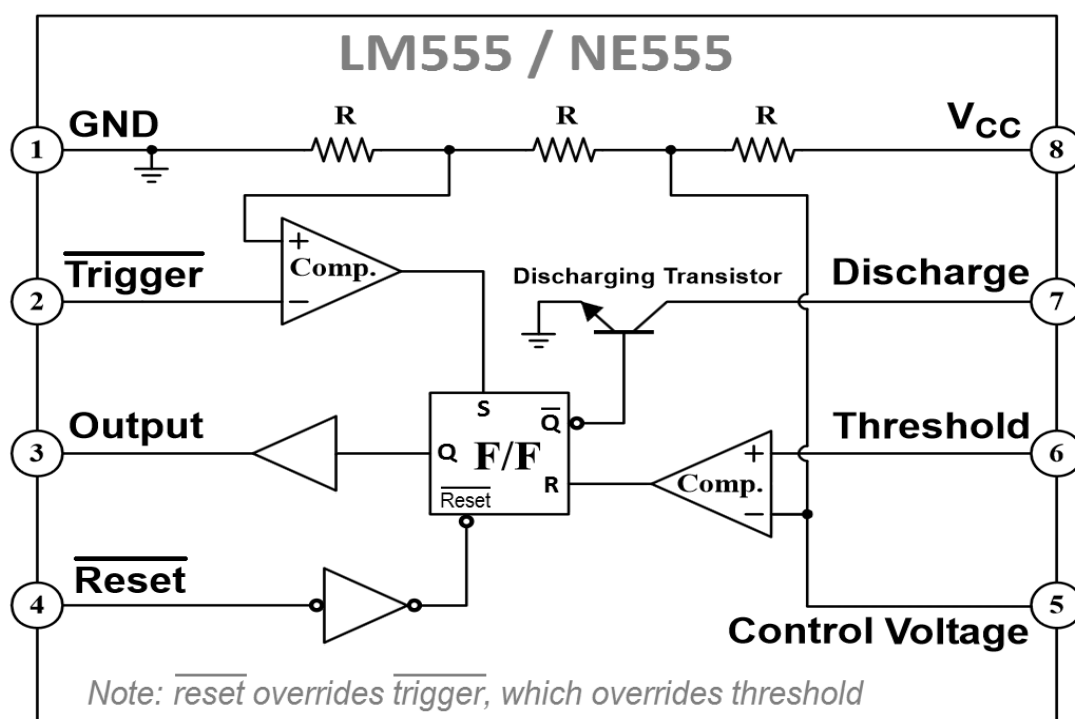 LM555 / NE555
R R R
1 GND
V_CC 8
+
Comp.
−
2 Trigger
Discharging Transistor
Discharge 7
S
Q
Q F/F
R
Reset
3 Output
+
Comp.
−
Threshold 6
4 Reset
5
Control Voltage
Note: reset overrides trigger, which overrides threshold